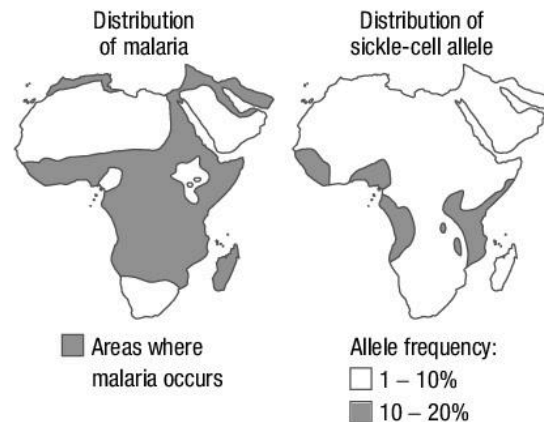 Distribution
of malaria
Distribution of
sickle-cell allele
Areas where
malaria occurs
Allele frequency:
1 – 10%
10 – 20%